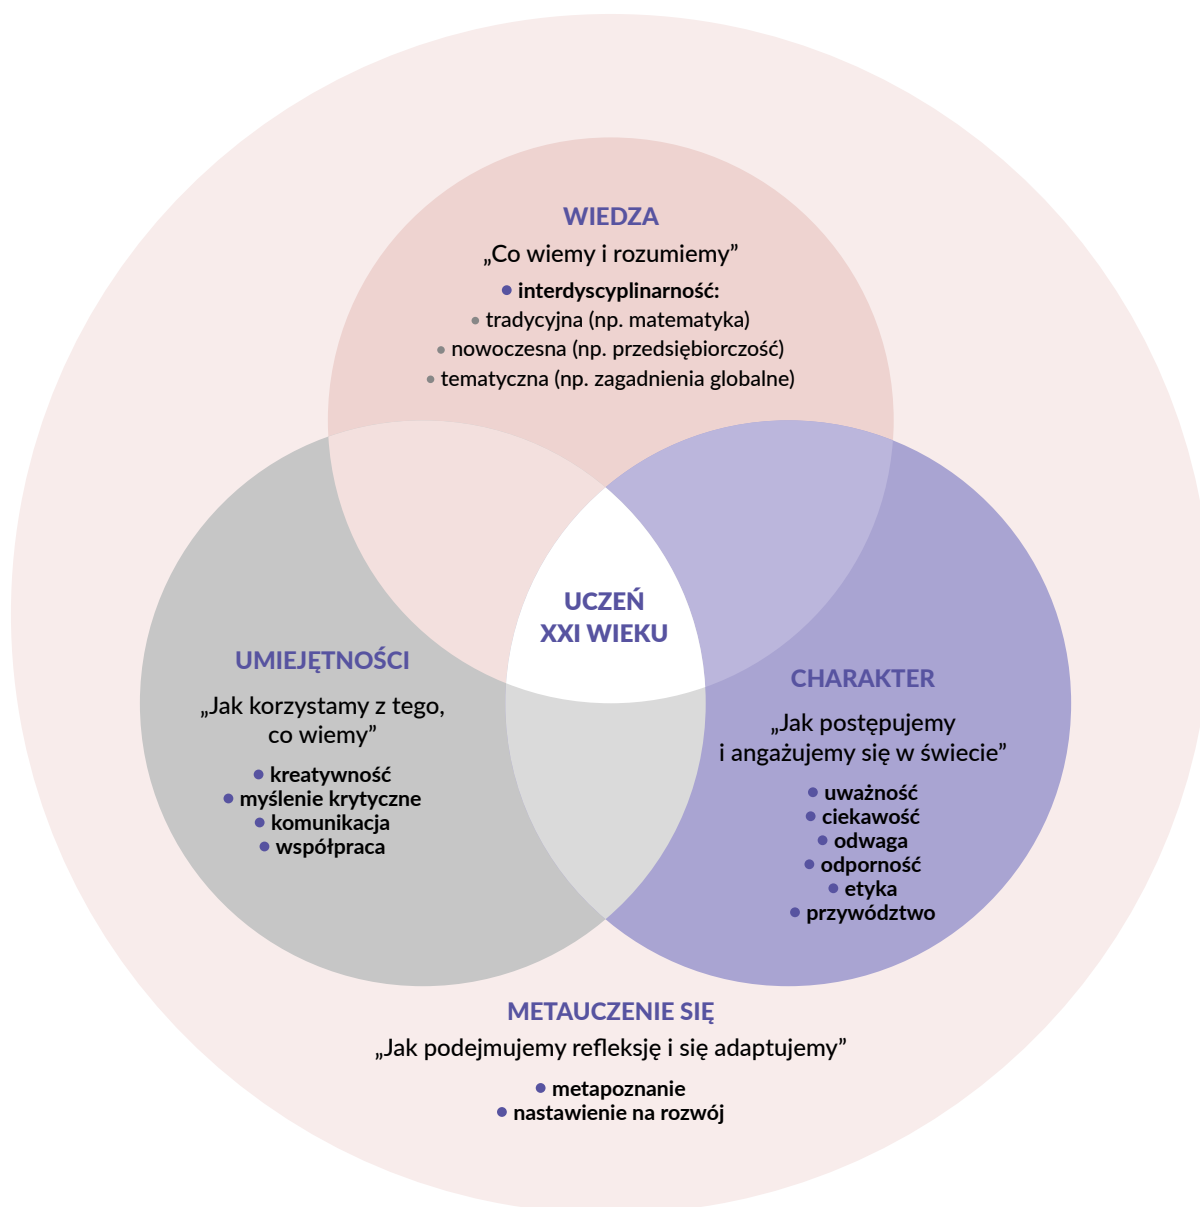 WIEDZA
„Co wiemy i rozumiemy”
• interdyscyplinarność:
• tradycyjna (np. matematyka)
• nowoczesna (np. przedsiębiorczość)
• tematyczna (np. zagadnienia globalne)
UCZEŃ
XXI WIEKU
UMIEJĘTNOŚCI
„Jak korzystamy z tego,
co wiemy”
• kreatywność
• myślenie krytyczne
• komunikacja
• współpraca
CHARAKTER
„Jak postępujemy
i angażujemy się w świecie”
• uważność
• ciekawość
• odwaga
• odporność
• etyka
• przywództwo
METAUCZENIE SIĘ
„Jak podejmujemy refleksję i się adaptujemy”
• metapoznanie
• nastawienie na rozwój